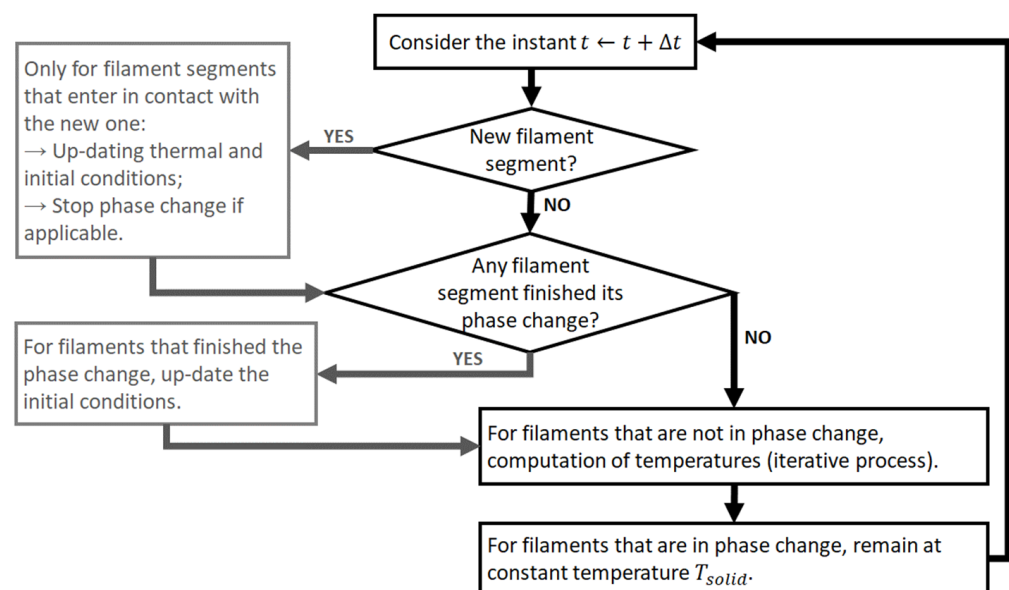 Consider the instant t ← t + Δt
Only for filament segments
that enter in contact with
the new one:
→ Up-dating thermal and
initial conditions;
→ Stop phase change if
applicable.
YES
New filament
segment?
NO
Any filament
segment finished its
phase change?
NO
YES
For filaments that finished the
phase change, up-date the
initial conditions.
For filaments that are not in phase change,
computation of temperatures (iterative process).
For filaments that are in phase change, remain at
constant temperature T_solid.